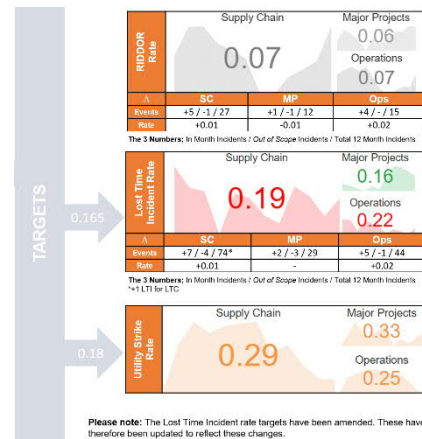 TARGETS
RIDDOR Rate
Supply Chain
0.07
Major Projects
0.06
Operations
0.07
Δ SC MP Ops
Events +5 / -1 / 27 +1 / -1 / 12 +4 / - / 15
Rate +0.01 -0.01 +0.02
The 3 Numbers; In Month Incidents / Out of Scope Incidents / Total 12 Month Incidents
0.165
Lost Time Incident Rate
Supply Chain
0.19
Major Projects
0.16
Operations
0.22
Δ SC MP Ops
Events +7 / -4 / 74* +2 / -3 / 29 +5 / -1 / 44
Rate +0.01 - +0.02
The 3 Numbers; In Month Incidents / Out of Scope Incidents / Total 12 Month Incidents
*+1 LTI for LTC
0.18
Utility Strike Rate
Supply Chain
0.29
Major Projects
0.33
Operations
0.25
Please note: The Lost Time Incident rate targets have been amended. These have
therefore been updated to reflect these changes.